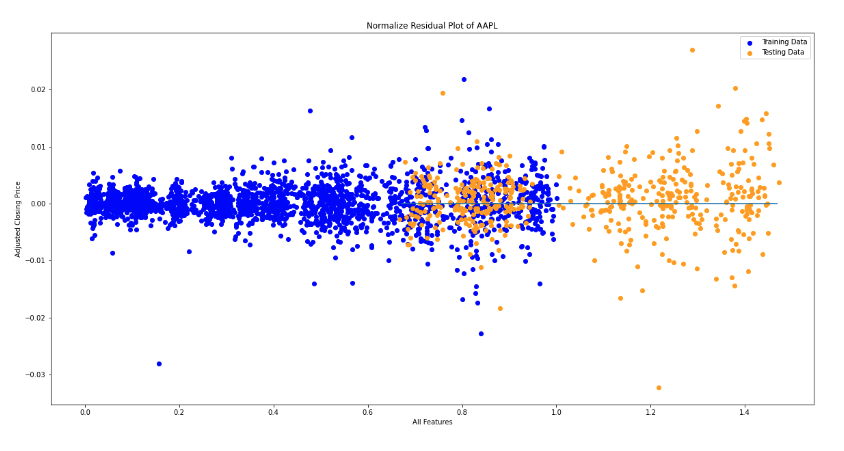 Normalize Residual Plot of AAPL
Training Data
Testing Data
0.02
0.01
0.00
−0.01
−0.02
−0.03
Adjusted Closing Price
0.0 0.2 0.4 0.6 0.8 1.0 1.2 1.4
All Features